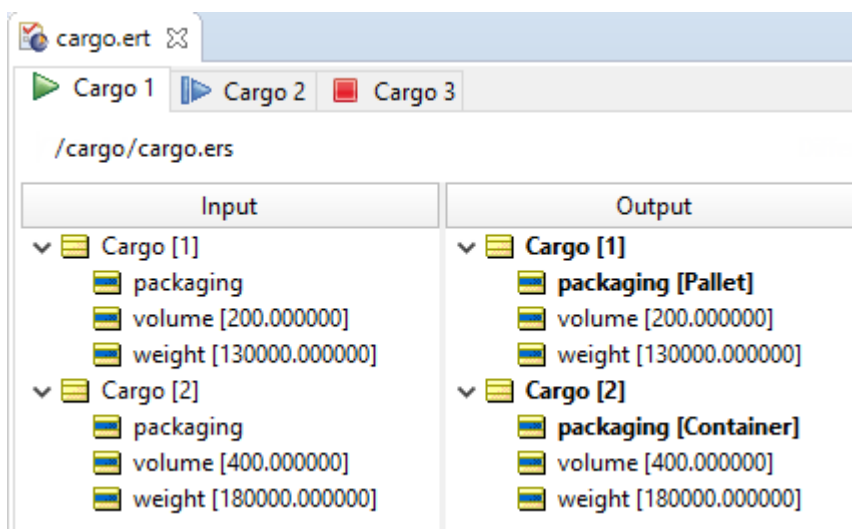 cargo.ert
Cargo 1 Cargo 2 Cargo 3
/cargo/cargo.ers
Input Output
Cargo [1] Cargo [1]
packaging packaging [Pallet]
volume [200.000000] volume [200.000000]
weight [130000.000000] weight [130000.000000]
Cargo [2] Cargo [2]
packaging packaging [Container]
volume [400.000000] volume [400.000000]
weight [180000.000000] weight [180000.000000]